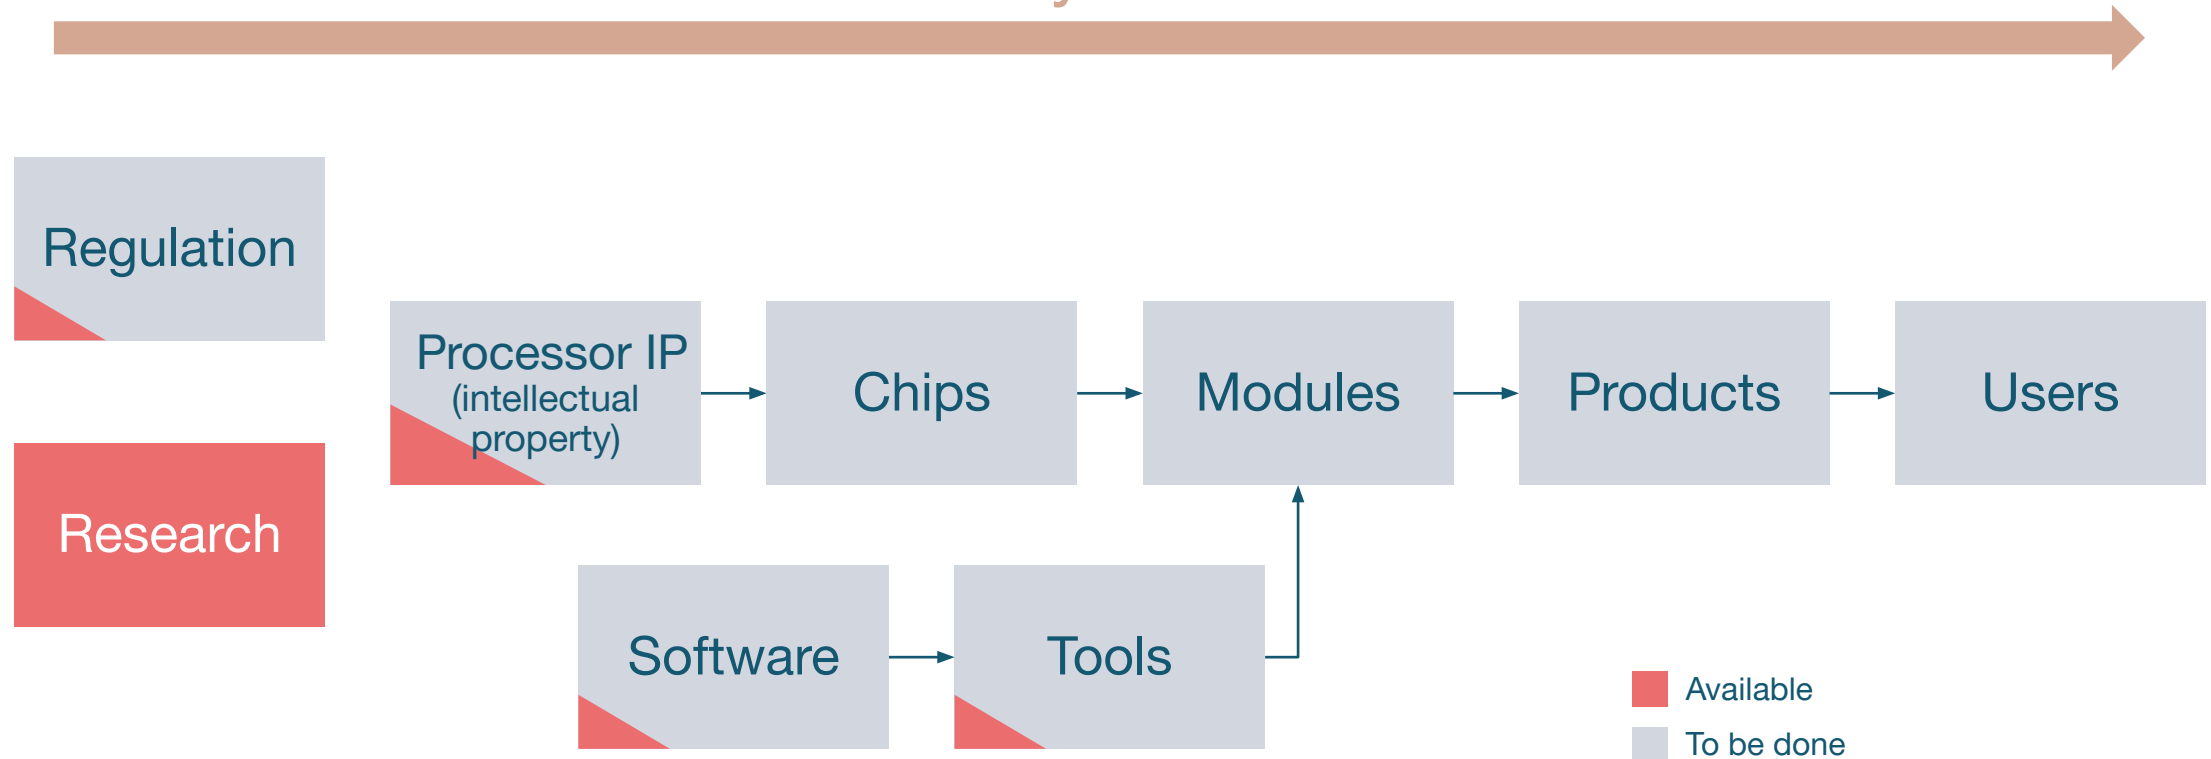 Regulation
Research
Processor IP
(intellectual
property)
Chips
Modules
Products
Users
Software
Tools
Available
To be done